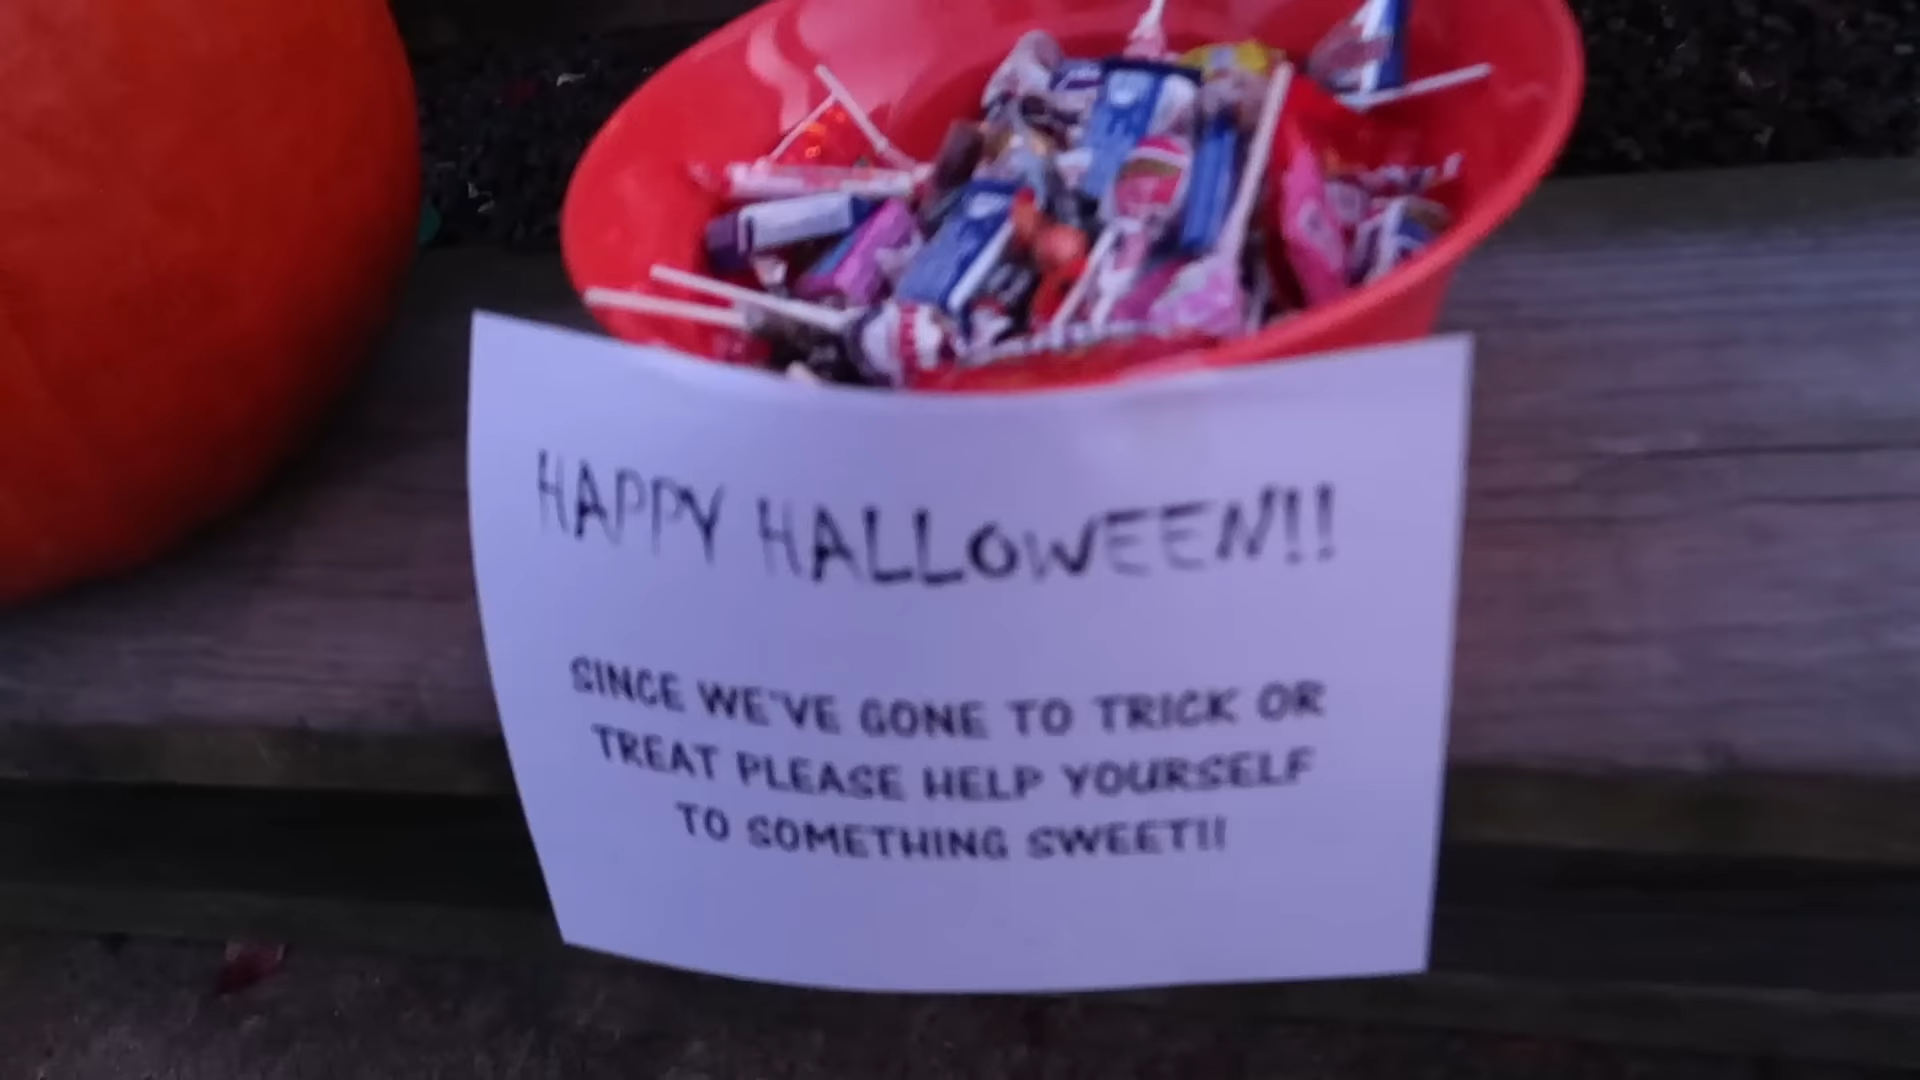 HAPPY HALLOWEEN!!
SINCE WE'VE GONE TO TRICK OR
TREAT PLEASE HELP YOURSELF
TO SOMETHING SWEET!!